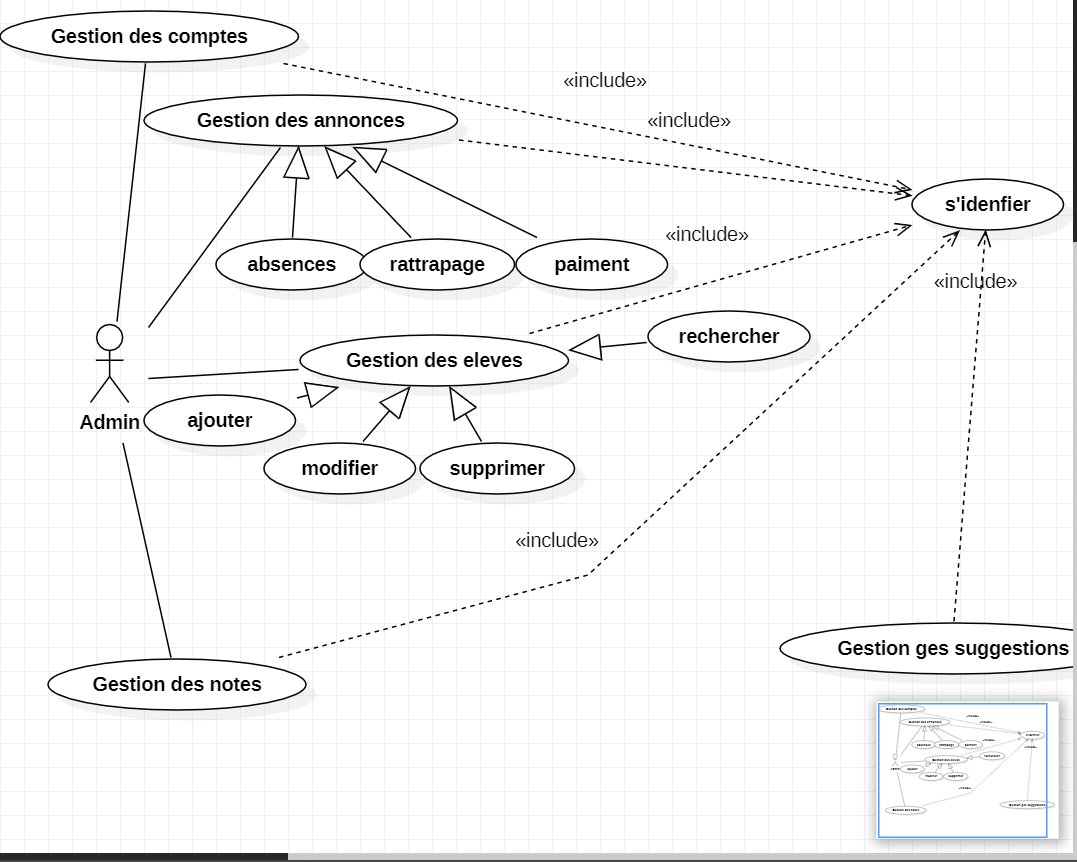 Gestion des comptes
«include»
Gestion des annonces
«include»
s'idenfier
«include»
absences
rattrapage
paiment
«include»
rechercher
Gestion des eleves
Admin
ajouter
modifier
supprimer
«include»
Gestion ges suggestions
Gestion des notes